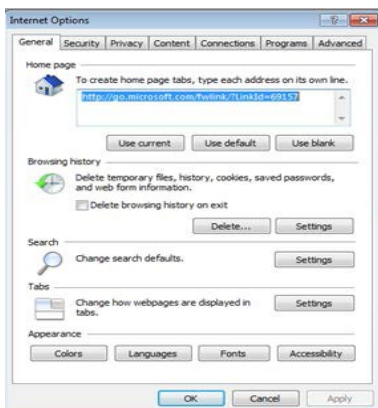 Internet Options
General Security Privacy Content Connections Programs Advanced
Home page
To create home page tabs, type each address on its own line.
http://go.microsoft.com/fwlink/?LinkId=69157
Use current Use default Use blank
Browsing history
Delete temporary files, history, cookies, saved passwords,
and web form information.
Delete browsing history on exit
Delete... Settings
Search
Change search defaults. Settings
Tabs
Change how webpages are displayed in Settings
tabs.
Appearance
Colors Languages Fonts Accessibility
OK Cancel Apply